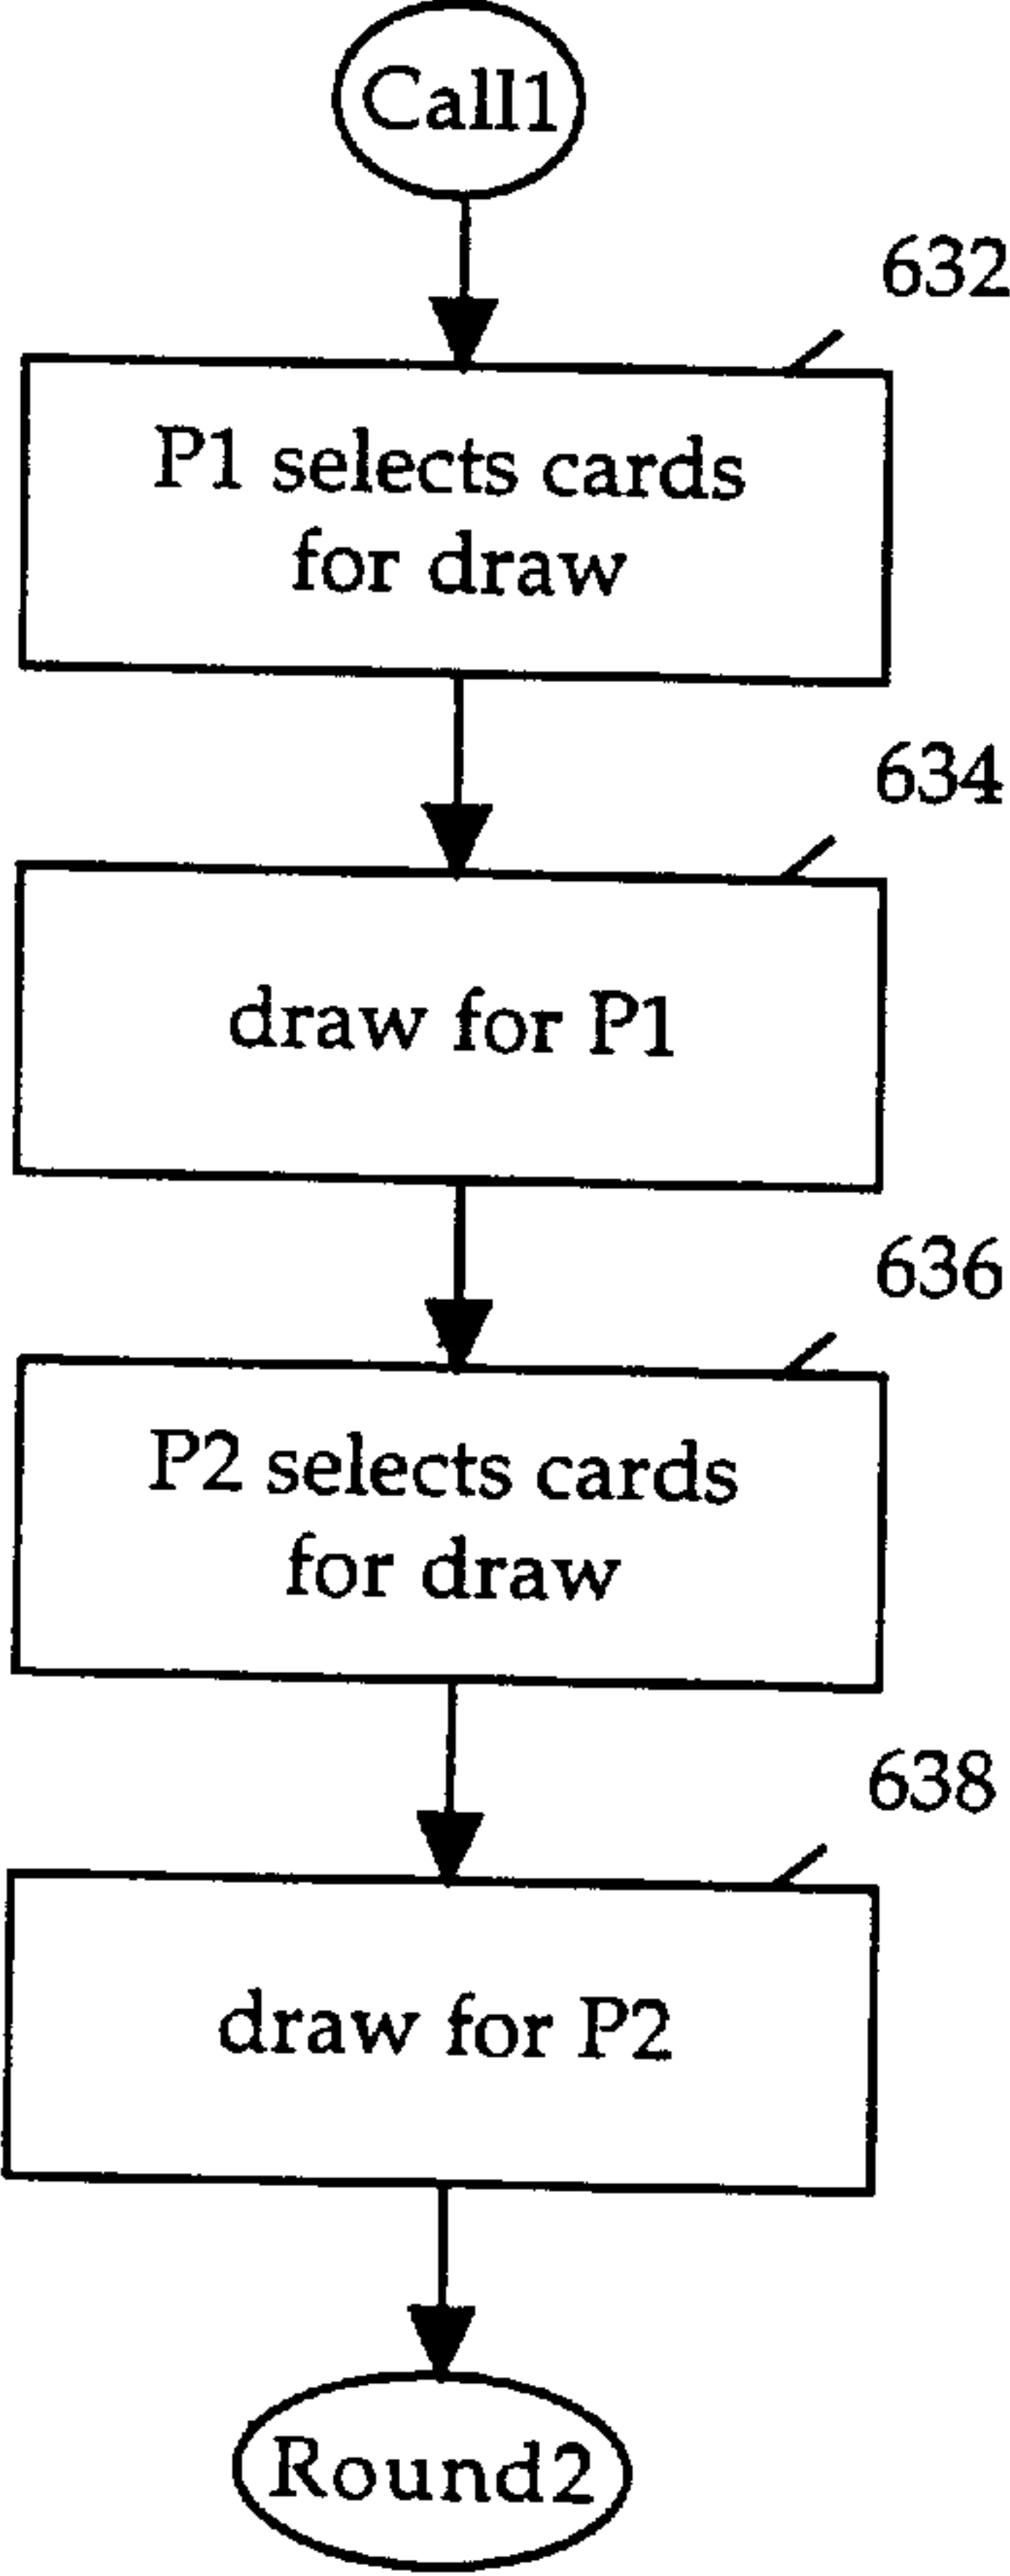 Call1
632
P1 selects cards
for draw
634
draw for P1
636
P2 selects cards
for draw
638
draw for P2
Round2